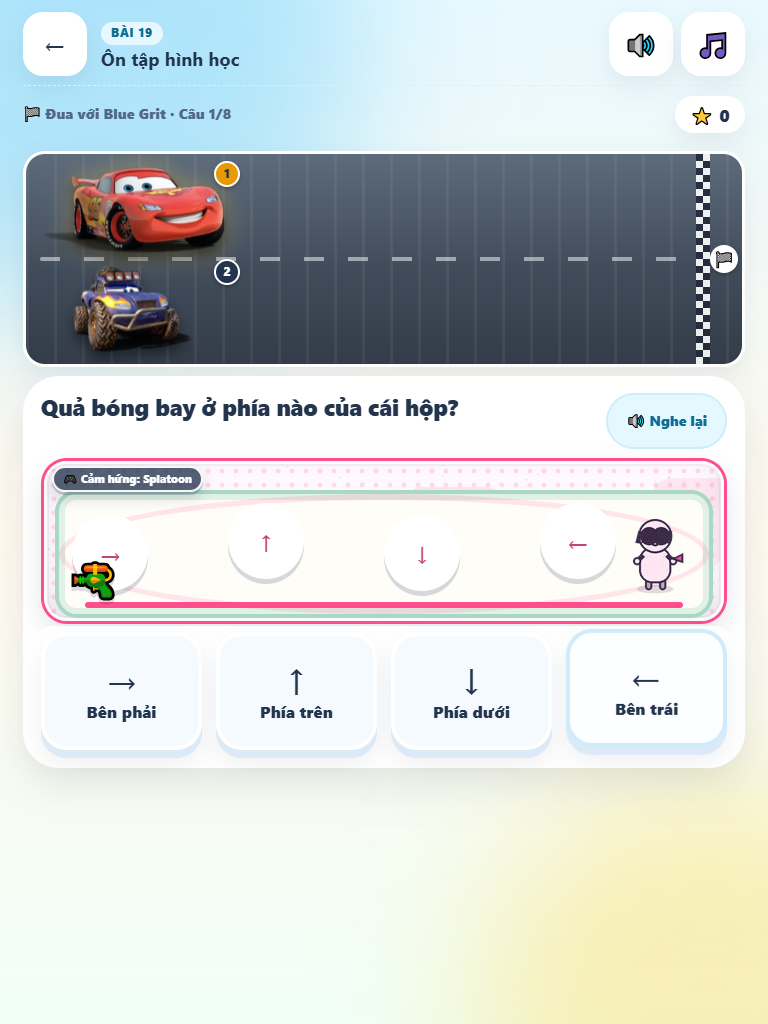 ←
BÀI 19
Ôn tập hình học
Đua với Blue Grit · Câu 1/8
0
1
2
Quả bóng bay ở phía nào của cái hộp?
Nghe lại
Cảm hứng: Splatoon
→ ↑ ↓ ←
→ ↑ ↓ ←
Bên phải Phía trên Phía dưới Bên trái